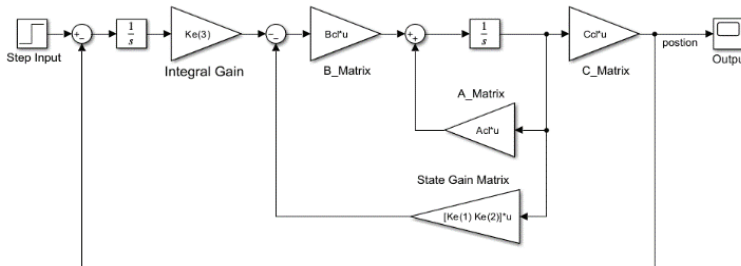 Step Input
1
s
Ke(3)
Integral Gain
Bcl*u
B_Matrix
1
s
Ccl*u
C_Matrix
postion
Outpu
A_Matrix
Acl*u
State Gain Matrix
[Ke(1) Ke(2)]*u